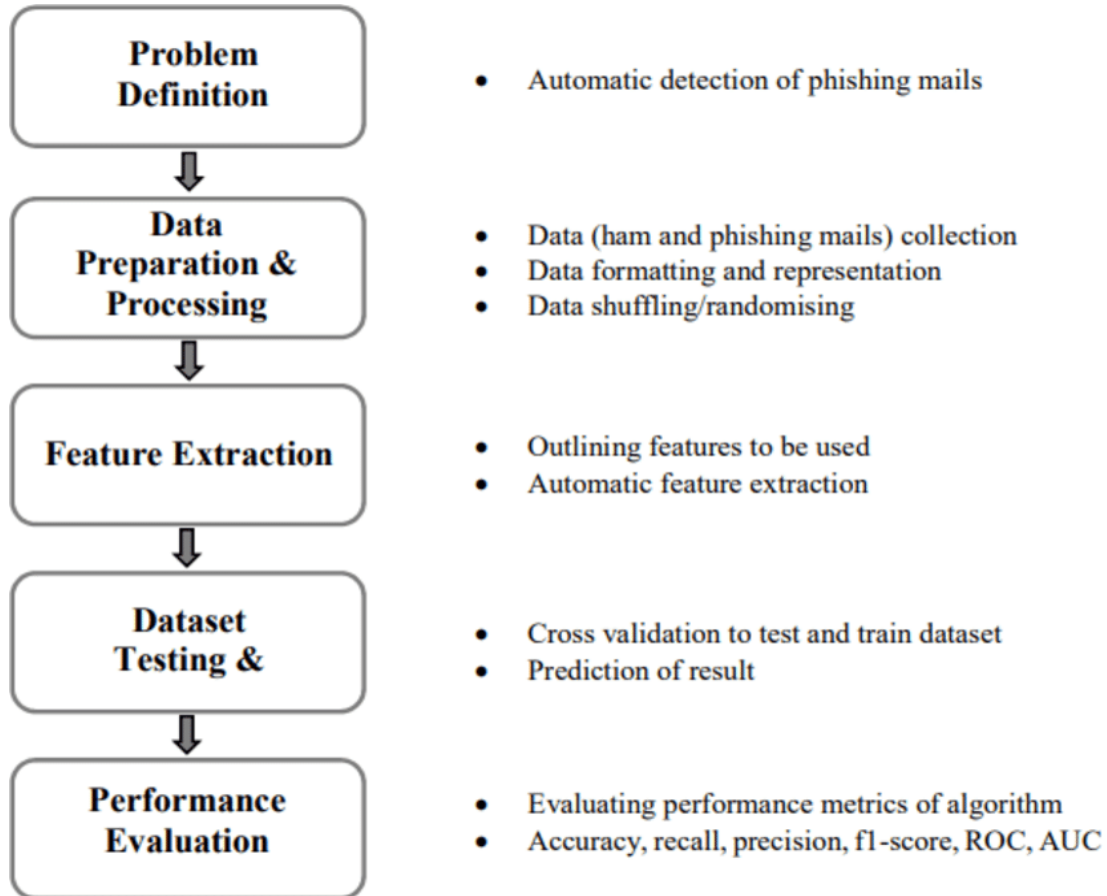 Problem
Definition
• Automatic detection of phishing mails
Data
Preparation &
Processing
• Data (ham and phishing mails) collection
• Data formatting and representation
• Data shuffling/randomising
Feature Extraction
• Outlining features to be used
• Automatic feature extraction
Dataset
Testing &
• Cross validation to test and train dataset
• Prediction of result
Performance
Evaluation
• Evaluating performance metrics of algorithm
• Accuracy, recall, precision, f1-score, ROC, AUC